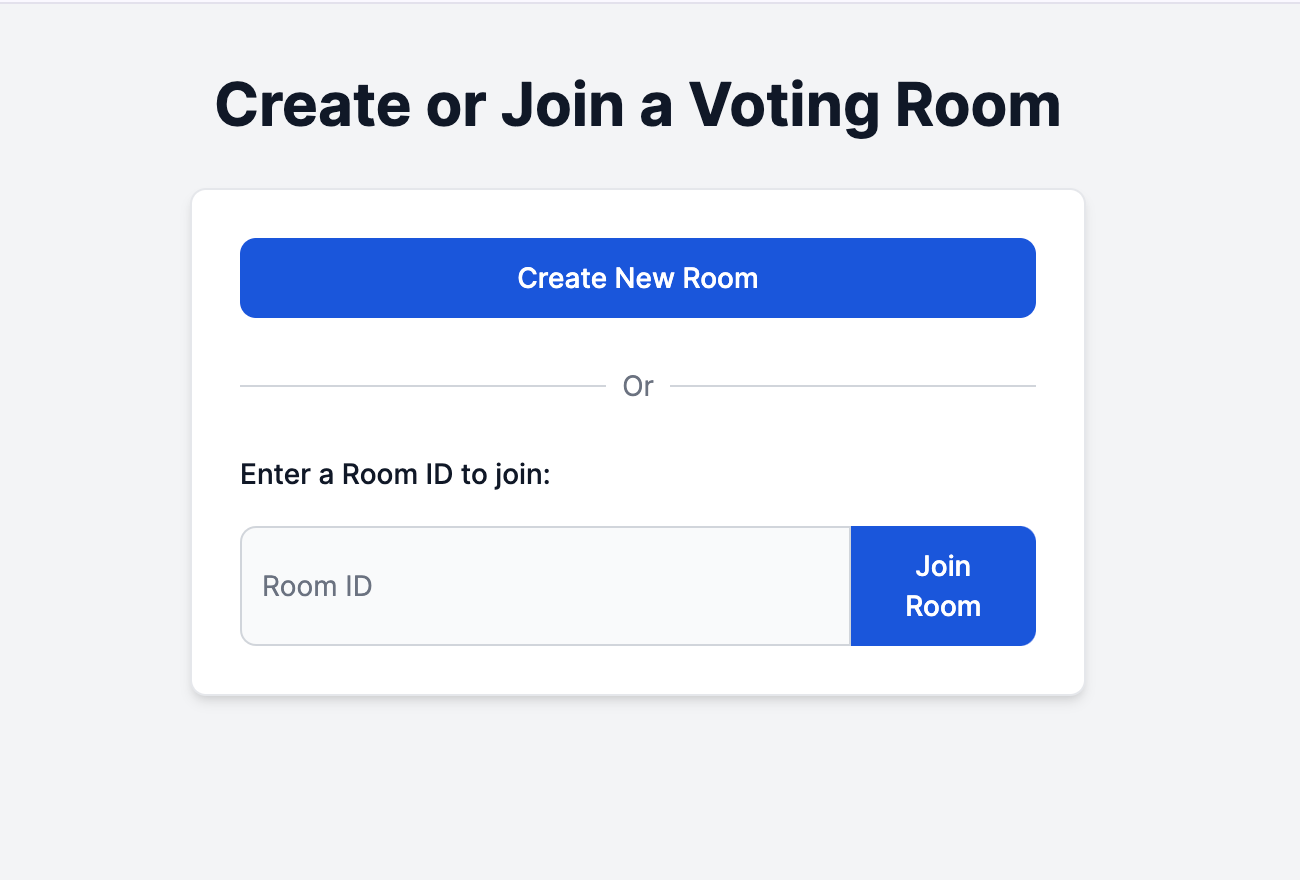 Create or Join a Voting Room
Create New Room
Or
Enter a Room ID to join:
Room ID
Join
Room